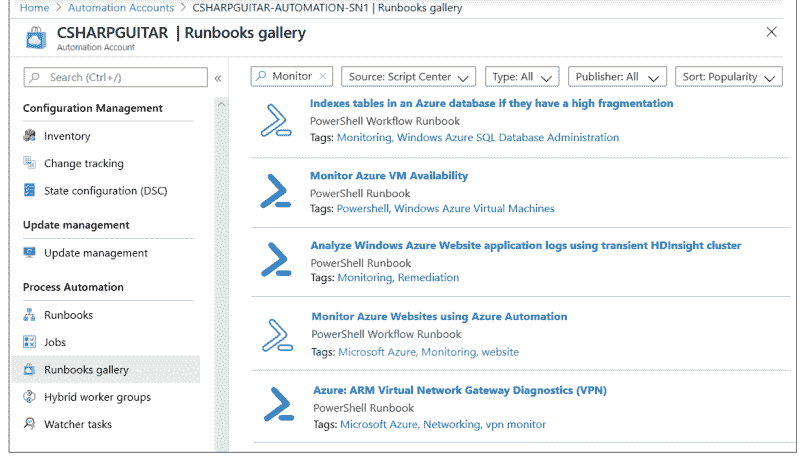 Home > Automation Accounts > CSHARPGUITAR-AUTOMATION-SN1 | Runbooks gallery
CSHARPGUITAR | Runbooks gallery
Automation Account
Search (Ctrl+/)
«
Configuration Management
Inventory
Change tracking
State configuration (DSC)
Update management
Update management
Process Automation
Runbooks
Jobs
Runbooks gallery
Hybrid worker groups
Watcher tasks
Monitor
Source: Script Center
Type: All
Publisher: All
Sort: Popularity
Indexes tables in an Azure database if they have a high fragmentation
PowerShell Workflow Runbook
Tags: Monitoring, Windows Azure SQL Database Administration
Monitor Azure VM Availability
PowerShell Runbook
Tags: Powershell, Windows Azure Virtual Machines
Analyze Windows Azure Website application logs using transient HDInsight cluster
PowerShell Runbook
Tags: Monitoring, Remediation
Monitor Azure Websites using Azure Automation
PowerShell Workflow Runbook
Tags: Microsoft Azure, Monitoring, website
Azure: ARM Virtual Network Gateway Diagnostics (VPN)
PowerShell Runbook
Tags: Microsoft Azure, Networking, vpn monitor